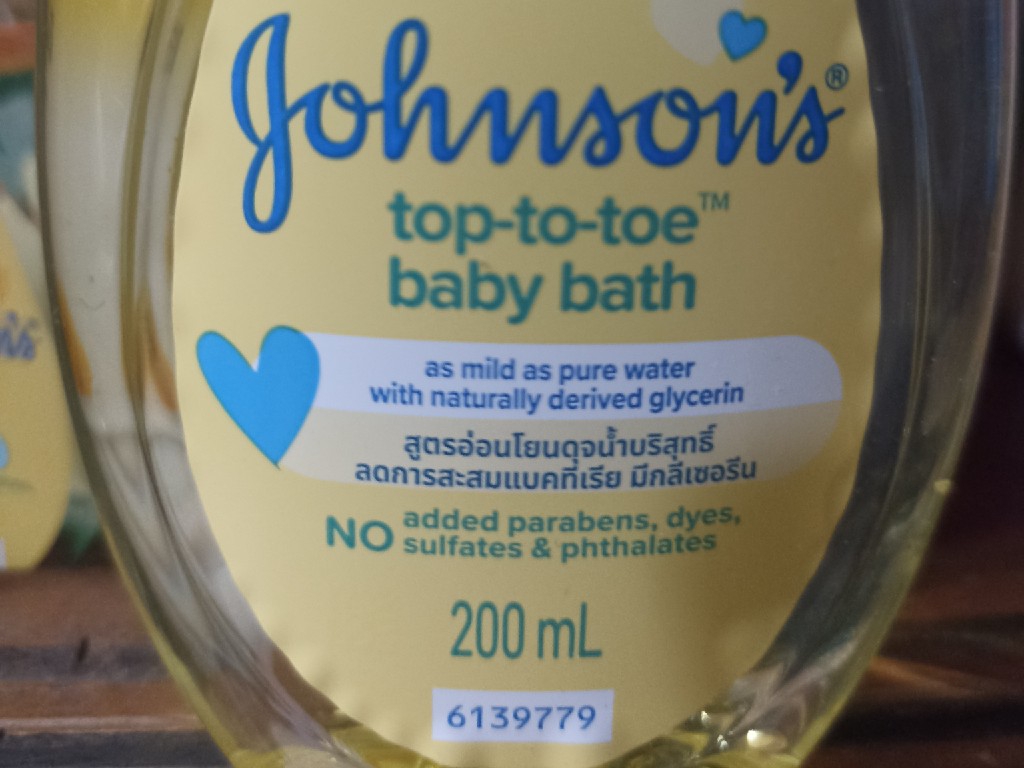 Johnson's®
top-to-toe™
baby bath
as mild as pure water
with naturally derived glycerin
สูตรอ่อนโยนดุจน้ำบริสุทธิ์
ลดการสะสมแบคทีเรีย มีกลีเซอรีน
NO added parabens, dyes,
sulfates & phthalates
200 mL
6139779